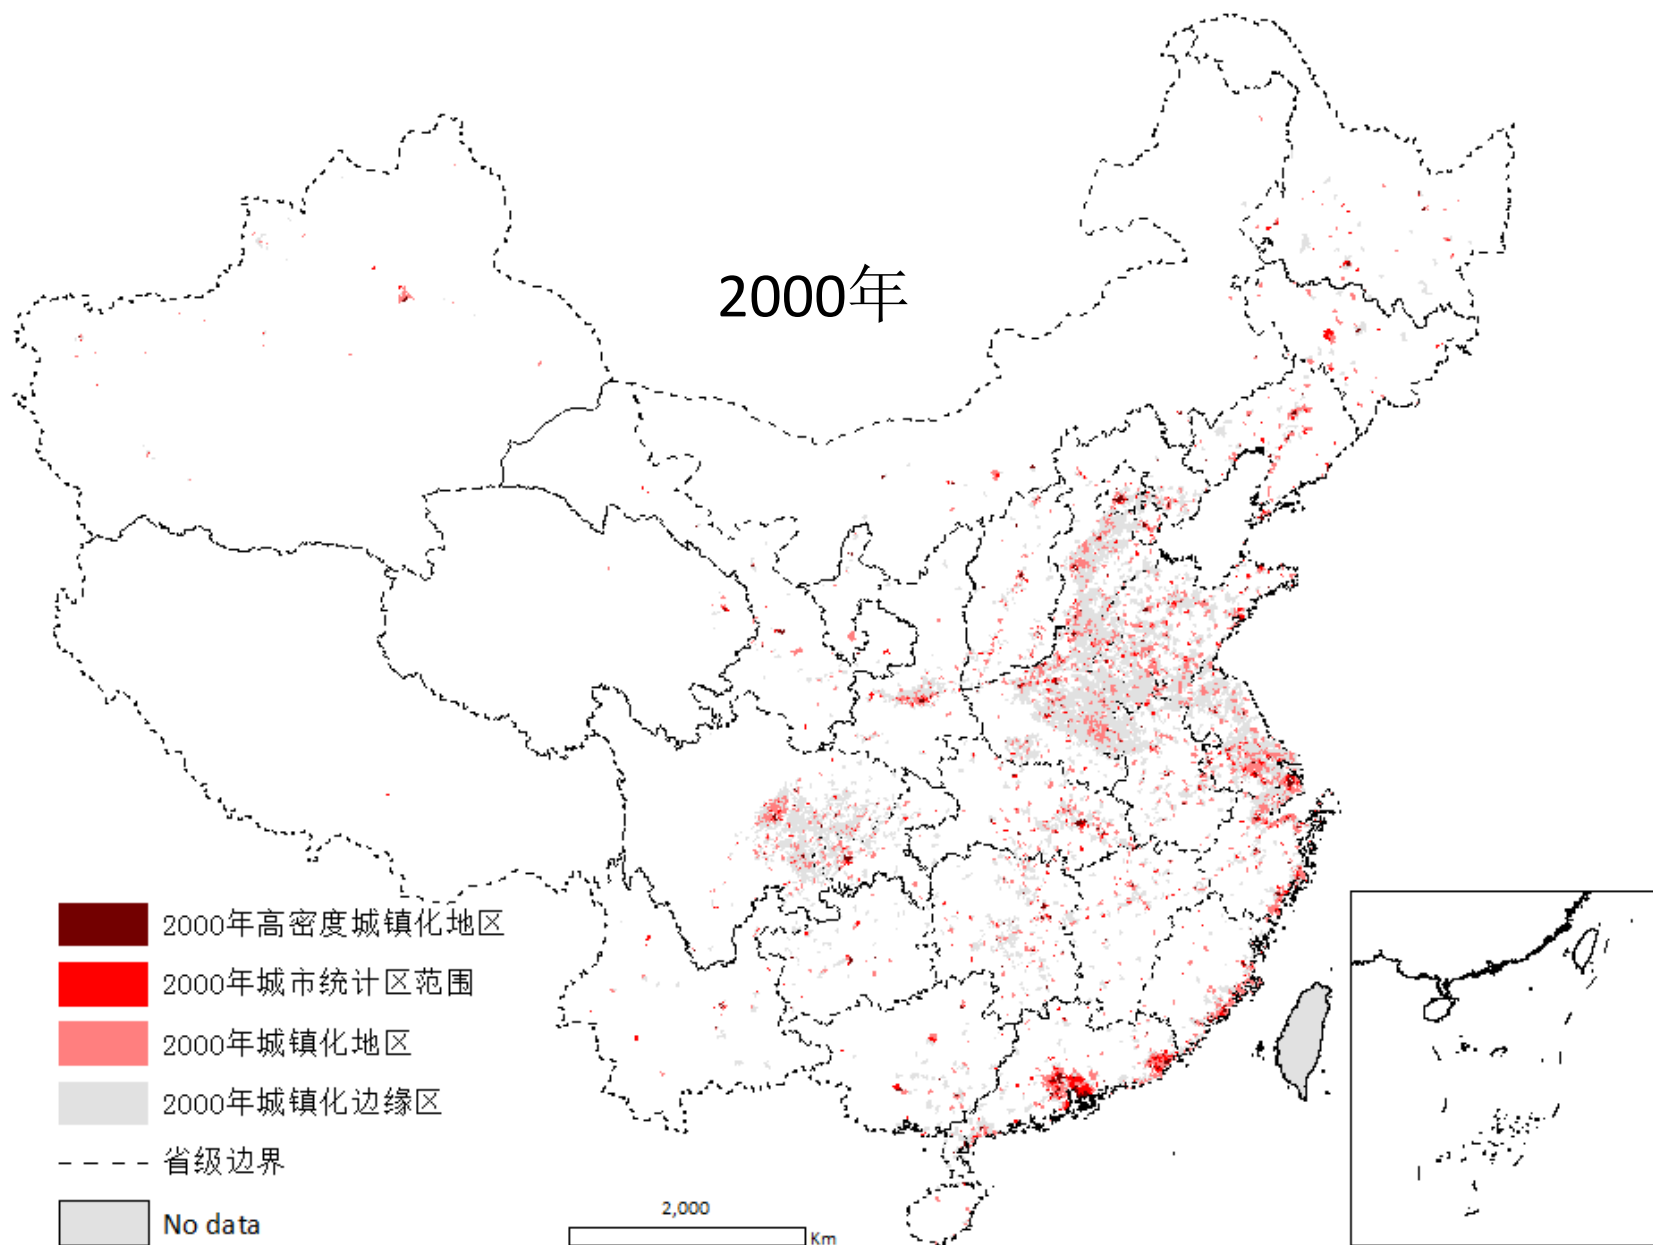 2000年
2000年高密度城镇化地区
2000年城市统计区范围
2000年城镇化地区
2000年城镇化边缘区
省级边界
No data
2,000
Km